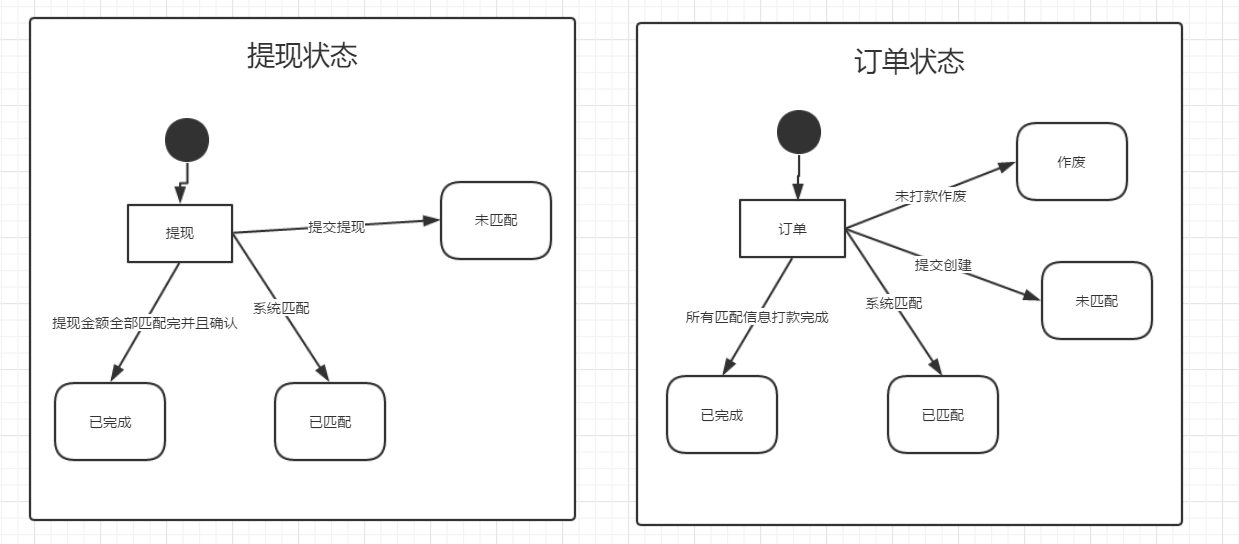 提现状态
提现
提交提现
未匹配
系统匹配
提现金额全部匹配完并且确认
已完成
已匹配
订单状态
作废
未打款作废
订单
提交创建
未匹配
系统匹配
所有匹配信息打款完成
已完成
已匹配